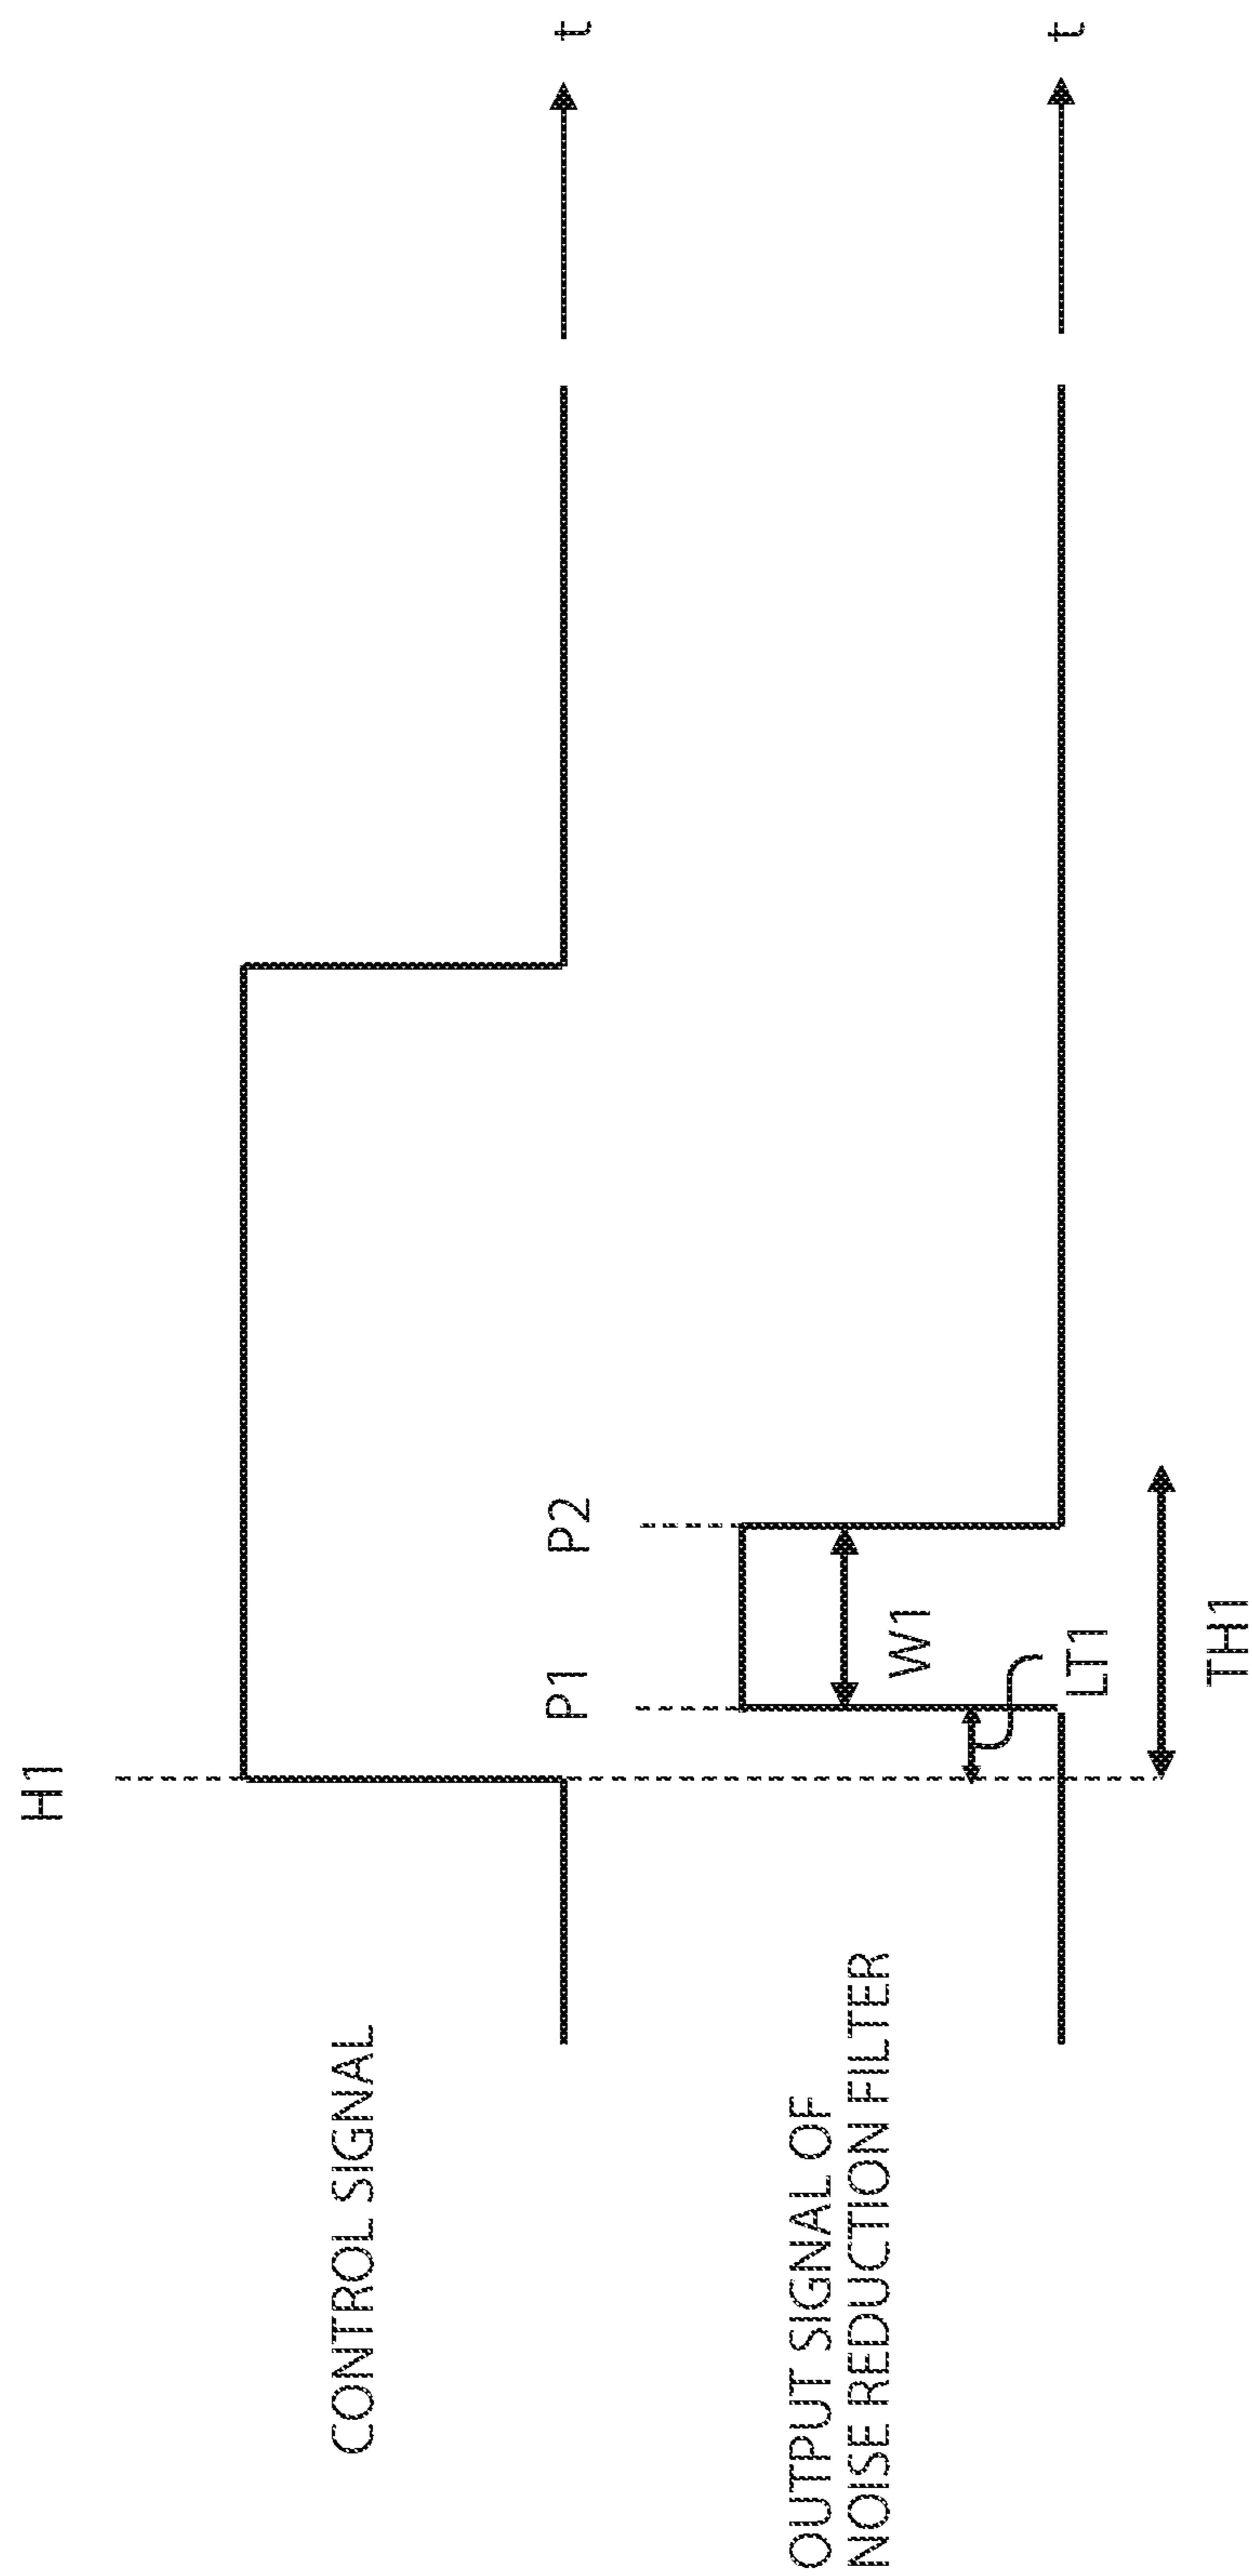 H1
CONTROL SIGNAL
t
P1
P2
OUTPUT SIGNAL OF
NOISE REDUCTION FILTER
W1
LT1
t
TH1